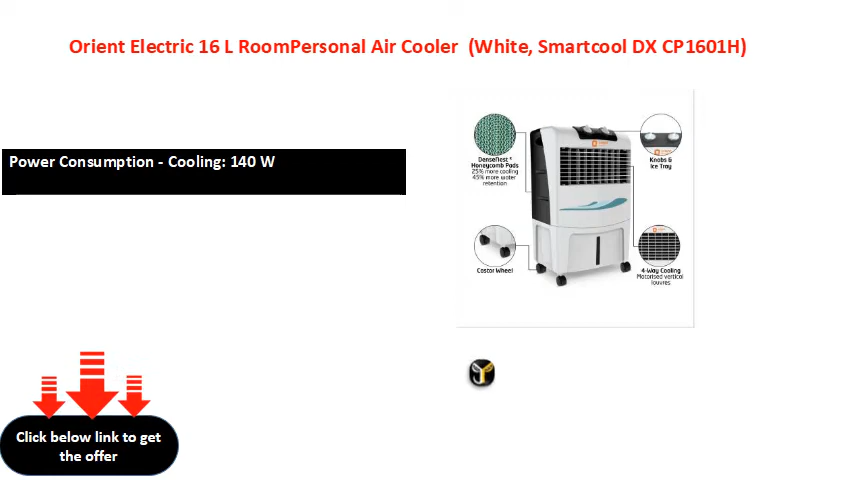 Orient Electric 16 L RoomPersonal Air Cooler (White, Smartcool DX CP1601H)
Power Consumption - Cooling: 140 W
DenseNest *
Honeycomb Pads
25% more cooling
45% more water
retention
Knobs &
Ice Tray
Castor Wheel
4-Way Cooling
Motorised vertical
louvres
Click below link to get
the offer